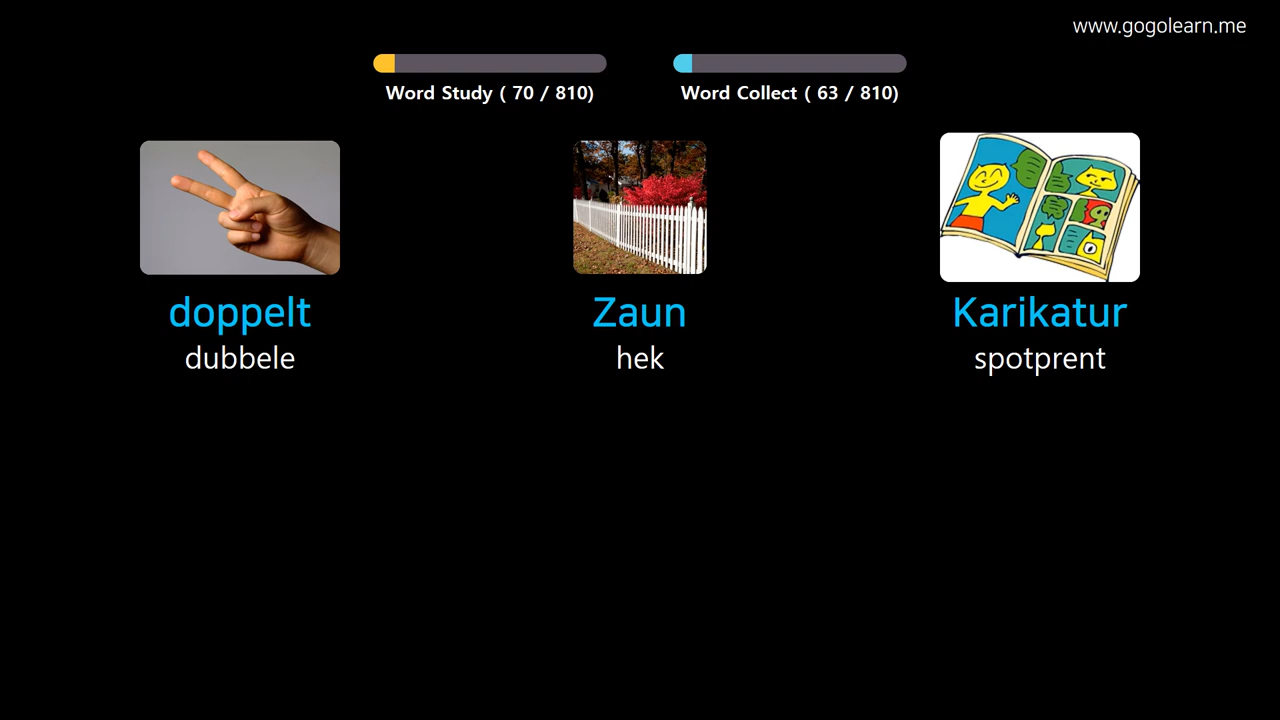 www.gogolearn.me
Word Study ( 70 / 810)
Word Collect ( 63 / 810)
doppelt
dubbele
Zaun
hek
Karikatur
spotprent